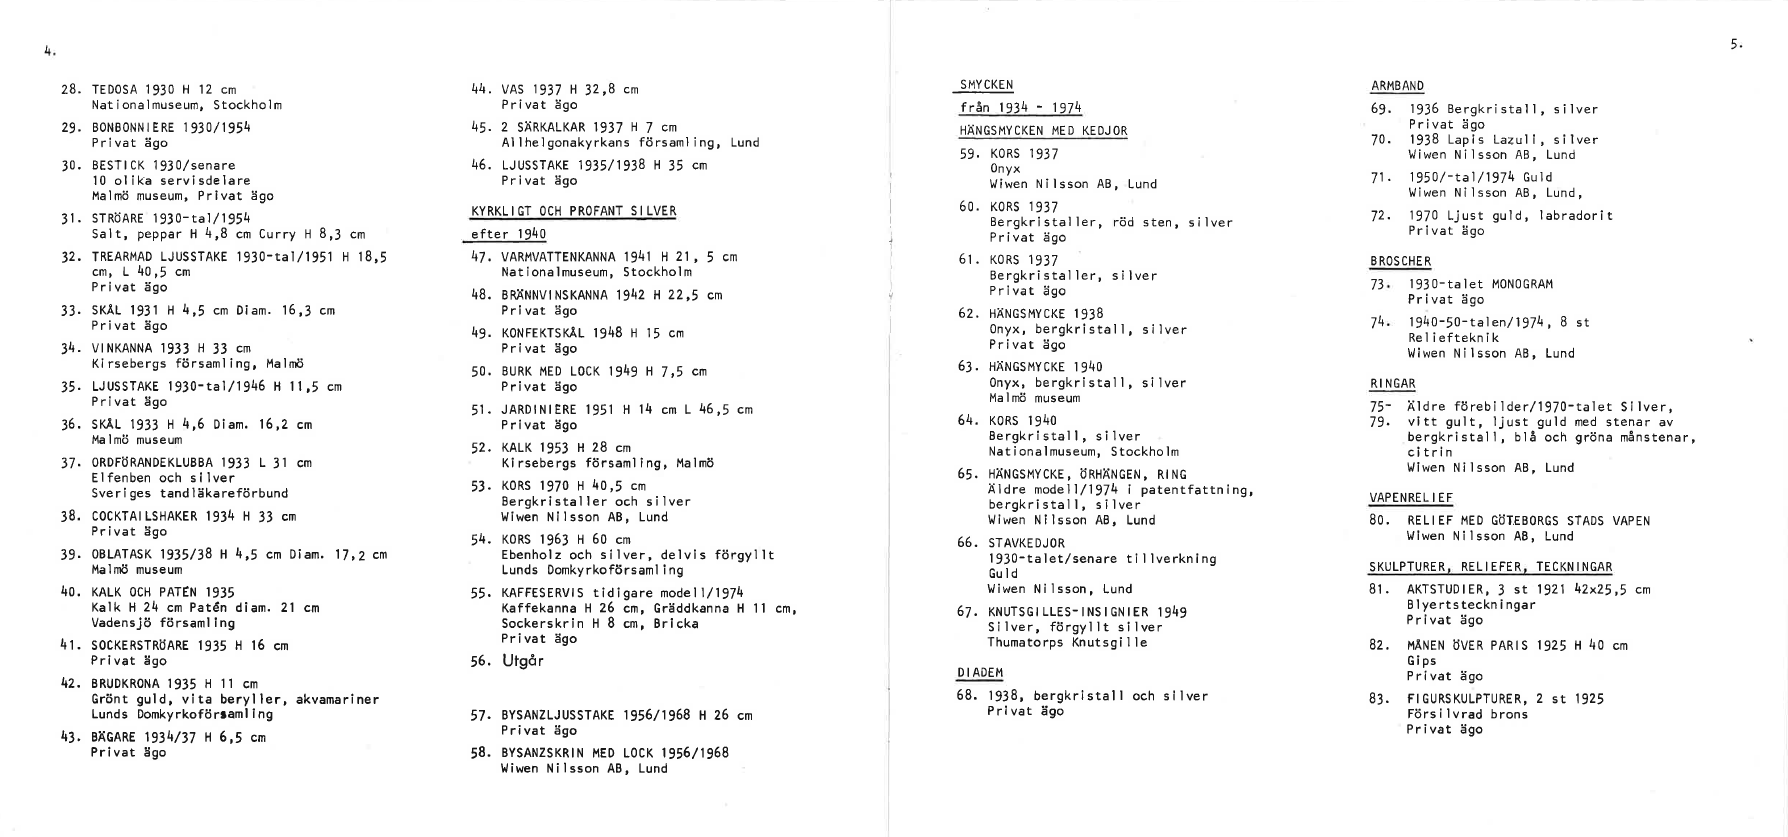 4.
28. TEDOSA 1930 H 12 cm
Nationalmuseum, Stockholm
29. BONBONNIERE 1930/1954
Privat ägo
30. BESTICK 1930/senare
10 olika servisdelare
Malmö museum, Privat ägo
31. STRÖARE 1930-tal/1954
Salt, peppar H 4,8 cm Curry H 8,3 cm
32. TREARMAD LJUSSTAKE 1930-tal/1951 H 18,5
cm, L 40,5 cm
Privat ägo
33. SKÅL 1931 H 4,5 cm Diam. 16,3 cm
Privat ägo
34. VINKANNA 1933 H 33 cm
Kirsebergs församling, Malmö
35. LJUSSTAKE 1930-tal/1946 H 11,5 cm
Privat ägo
36. SKÅL 1933 H 4,6 Diam. 16,2 cm
Malmö museum
37. ORDFÖRANDEKLUBBA 1933 L 31 cm
Elfenben och silver
Sveriges tandläkareförbund
38. COCKTAILSHAKER 1934 H 33 cm
Privat ägo
39. OBLATASK 1935/38 H 4,5 cm Diam. 17,2 cm
Malmö museum
40. KALK OCH PATÉN 1935
Kalk H 24 cm Patén diam. 21 cm
Vadensjö församling
41. SOCKERSTRÖARE 1935 H 16 cm
Privat ägo
42. BRUDKRONA 1935 H 11 cm
Grönt guld, vita beryller, akvamariner
Lunds Domkyrkoförsamling
43. BÄGARE 1934/37 H 6,5 cm
Privat ägo
44. VAS 1937 H 32,8 cm
Privat ägo
45. 2 SÄRKALKAR 1937 H 7 cm
Allhelgonakyrkans församling, Lund
46. LJUSSTAKE 1935/1938 H 35 cm
Privat ägo
KYRKLIGT OCH PROFANT SILVER
efter 1940
47. VARMVATTENKANNA 1941 H 21, 5 cm
Nationalmuseum, Stockholm
48. BRÄNNVINSKANNA 1942 H 22,5 cm
Privat ägo
49. KONFEKTSKÅL 1948 H 15 cm
Privat ägo
50. BURK MED LOCK 1949 H 7,5 cm
Privat ägo
51. JARDINIÈRE 1951 H 14 cm L 46,5 cm
Privat ägo
52. KALK 1953 H 28 cm
Kirsebergs församling, Malmö
53. KORS 1970 H 40,5 cm
Bergkristaller och silver
Wiwen Nilsson AB, Lund
54. KORS 1963 H 60 cm
Ebenholz och silver, delvis förgyllt
Lunds Domkyrkoförsamling
55. KAFFESERVIS tidigare modell/1974
Kaffekanna H 26 cm, Gräddkanna H 11 cm,
Sockerskrin H 8 cm, Bricka
Privat ägo
56. Utgår
57. BYSANZLJUSSTAKE 1956/1968 H 26 cm
Privat ägo
58. BYSANZSKRIN MED LOCK 1956/1968
Wiwen Nilsson AB, Lund
5.
SMYCKEN
från 1934 - 1974
HÄNGSMYCKEN MED KEDJOR
59. KORS 1937
Onyx
Wiwen Nilsson AB, Lund
60. KORS 1937
Bergkristaller, röd sten, silver
Privat ägo
61. KORS 1937
Bergkristaller, silver
Privat ägo
62. HÄNGSMYCKE 1938
Onyx, bergkristall, silver
Privat ägo
63. HÄNGSMYCKE 1940
Onyx, bergkristall, silver
Malmö museum
64. KORS 1940
Bergkristall, silver
Nationalmuseum, Stockholm
65. HÄNGSMYCKE, ÖRHÄNGEN, RING
Äldre modell/1974 i patentfattning,
bergkristall, silver
Wiwen Nilsson AB, Lund
66. STAVKEDJOR
1930-talet/senare tillverkning
Guld
Wiwen Nilsson, Lund
67. KNUTSGILLES-INSIGNIER 1949
Silver, förgyllt silver
Thumatorps Knutsgille
DIADEM
68. 1938, bergkristall och silver
Privat ägo
ARMBAND
69. 1936 Bergkristall, silver
Privat ägo
70. 1938 Lapis Lazuli, silver
Wiwen Nilsson AB, Lund
71. 1950/-tal/1974 Guld
Wiwen Nilsson AB, Lund,
72. 1970 Ljust guld, labradorit
Privat ägo
BROSCHER
73. 1930-talet MONOGRAM
Privat ägo
74. 1940-50-talen/1974, 8 st
Reliefteknik
Wiwen Nilsson AB, Lund
RINGAR
75- Äldre förebilder/1970-talet Silver,
79. vitt gult, ljust guld med stenar av
bergkristall, blå och gröna månstenar,
citrin
Wiwen Nilsson AB, Lund
VAPENRELIEF
80. RELIEF MED GÖTEBORGS STADS VAPEN
Wiwen Nilsson AB, Lund
SKULPTURER, RELIEFER, TECKNINGAR
81. AKTSTUDIER, 3 st 1921 42x25,5 cm
Blyertsteckningar
Privat ägo
82. MÅNEN ÖVER PARIS 1925 H 40 cm
Gips
Privat ägo
83. FIGURSKULPTURER, 2 st 1925
Försilvrad brons
Privat ägo